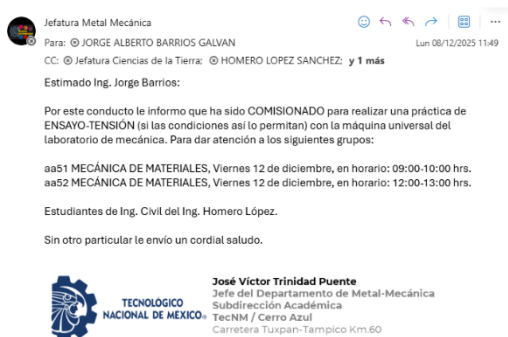 Jefatura Metal Mecánica
Para: JORGE ALBERTO BARRIOS GALVAN
Lun 08/12/2025 11:49
CC: Jefatura Ciencias de la Tierra; HOMERO LOPEZ SANCHEZ; y 1 más
Estimado Ing. Jorge Barrios:
Por este conducto le informo que ha sido COMISIONADO para realizar una práctica de
ENSAYO-TENSIÓN (si las condiciones así lo permitan) con la máquina universal del
laboratorio de mecánica. Para dar atención a los siguientes grupos:
aa51 MECÁNICA DE MATERIALES, Viernes 12 de diciembre, en horario: 09:00-10:00 hrs.
aa52 MECÁNICA DE MATERIALES, Viernes 12 de diciembre, en horario: 12:00-13:00 hrs.
Estudiantes de Ing. Civil del Ing. Homero López.
Sin otro particular le envío un cordial saludo.
TECNOLÓGICO
NACIONAL DE MÉXICO
José Víctor Trinidad Puente
Jefe del Departamento de Metal-Mecánica
Subdirección Académica
TecNM / Cerro Azul
Carretera Tuxpan-Tampico Km.60